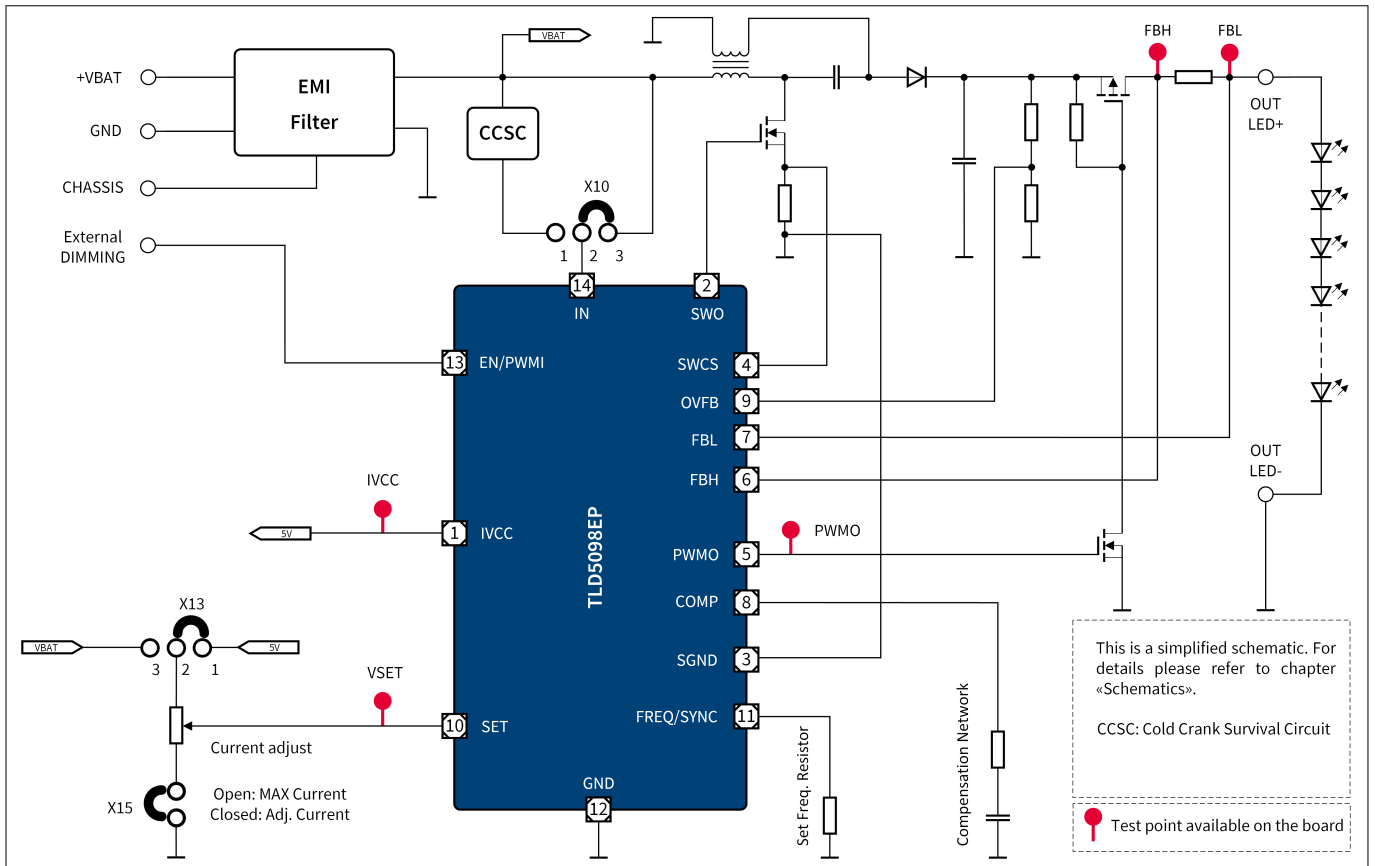 VBAT
FBH
FBL
+VBAT
EMI
Filter
OUT
LED+
GND
CCSC
CHASSIS
X10
External
DIMMING
1
2
3
14
2
IN
SWO
13
EN/PWMI
SWCS
4
OVFB
9
FBL
7
OUT
LED-
FBH
6
IVCC
5V
1
IVCC
TLD5098EP
PWMO
PWMO
5
COMP
8
X13
VBAT
5V
3
2
1
SGND
3
This is a simplified schematic. For
details please refer to chapter
«Schematics».
CCSC: Cold Crank Survival Circuit
VSET
10
SET
FREQ/SYNC
11
Current adjust
Set Freq. Resistor
Compensation Network
GND
12
X15
Open: MAX Current
Closed: Adj. Current
Test point available on the board